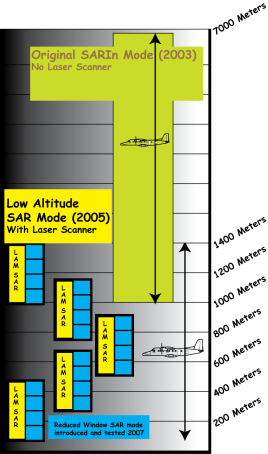 7000 Meters
Original SARIn Mode (2003)
No Laser Scanner
Low Altitude
SAR Mode (2005)
With Laser Scanner
1400 Meters
1200 Meters
1000 Meters
800 Meters
600 Meters
400 Meters
200 Meters
LAM SAR
LAM SAR
LAM SAR
LAM SAR
LAM SAR
Reduced Window SAR mode
introduced and tested 2007